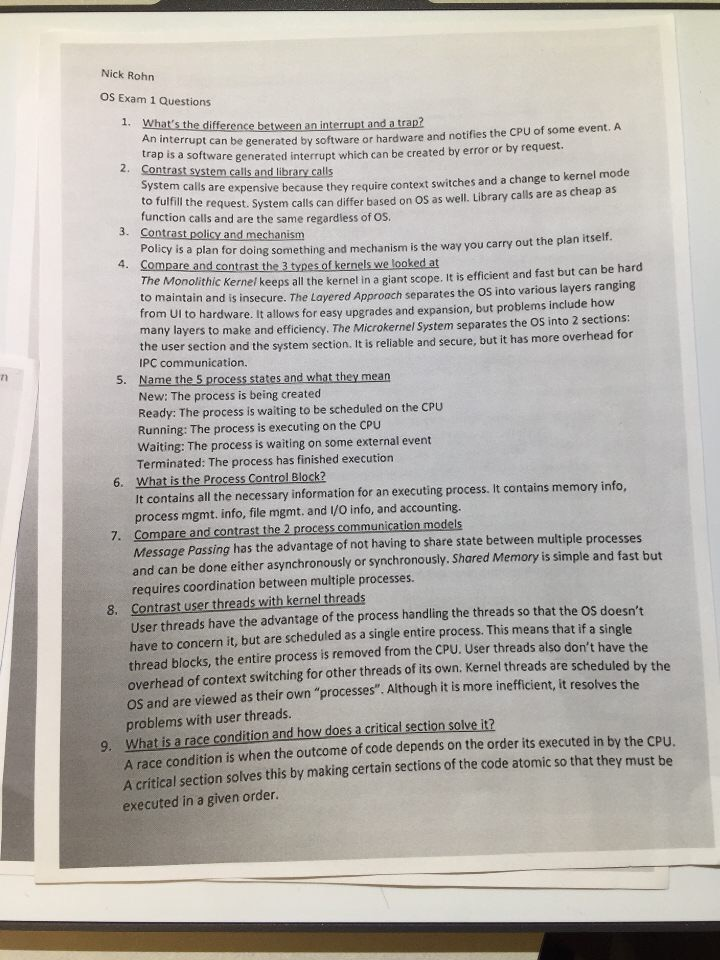 Nick Rohn
OS Exam 1 Questions
1. What's the difference between an interrupt and a trap?
An interrupt can be generated by software or hardware and notifies the CPU of some event. A
trap is a software generated interrupt which can be created by error or by request.
2. Contrast system calls and library calls
System calls are expensive because they require context switches and a change to kernel mode
to fulfill the request. System calls can differ based on OS as well. Library calls are as cheap as
function calls and are the same regardless of OS.
3. Contrast policy and mechanism
Policy is a plan for doing something and mechanism is the way you carry out the plan itself.
4. Compare and contrast the 3 types of kernels we looked at
The Monolithic Kernel keeps all the kernel in a giant scope. It is efficient and fast but can be hard
to maintain and is insecure. The Layered Approach separates the OS into various layers ranging
from UI to hardware. It allows for easy upgrades and expansion, but problems include how
many layers to make and efficiency. The Microkernel System separates the OS into 2 sections:
the user section and the system section. It is reliable and secure, but it has more overhead for
IPC communication.
5. Name the 5 process states and what they mean
New: The process is being created
Ready: The process is waiting to be scheduled on the CPU
Running: The process is executing on the CPU
Waiting: The process is waiting on some external event
Terminated: The process has finished execution
6. What is the Process Control Block?
It contains all the necessary information for an executing process. It contains memory info,
process mgmt. info, file mgmt. and I/O info, and accounting.
7. Compare and contrast the 2 process communication models
Message Passing has the advantage of not having to share state between multiple processes
and can be done either asynchronously or synchronously. Shared Memory is simple and fast but
requires coordination between multiple processes.
8. Contrast user threads with kernel threads
User threads have the advantage of the process handling the threads so that the OS doesn't
have to concern it, but are scheduled as a single entire process. This means that if a single
thread blocks, the entire process is removed from the CPU. User threads also don't have the
overhead of context switching for other threads of its own. Kernel threads are scheduled by the
OS and are viewed as their own "processes". Although it is more inefficient, it resolves the
problems with user threads.
9. What is a race condition and how does a critical section solve it?
A race condition is when the outcome of code depends on the order its executed in by the CPU.
A critical section solves this by making certain sections of the code atomic so that they must be
executed in a given order.